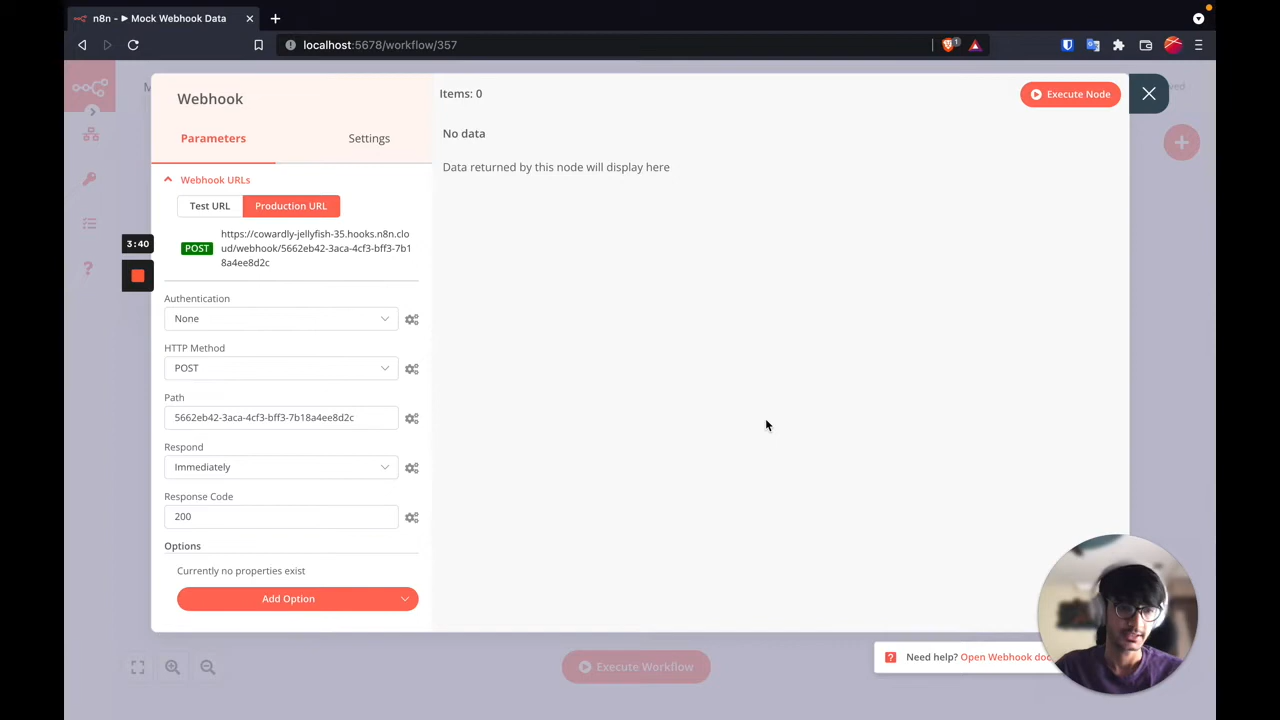 n8n - ▶ Mock Webhook Data
localhost:5678/workflow/357
1
M
ved
Webhook
Items: 0
Execute Node
Parameters
Settings
No data
Data returned by this node will display here
Webhook URLs
Test URL
Production URL
3:40
POST
https://cowardly-jellyfish-35.hooks.n8n.clo
ud/webhook/5662eb42-3aca-4cf3-bff3-7b1
8a4ee8d2c
Authentication
None
HTTP Method
POST
Path
5662eb42-3aca-4cf3-bff3-7b18a4ee8d2c
Respond
Immediately
Response Code
200
Options
Currently no properties exist
Add Option
Need help? Open Webhook doc
Execute Workflow